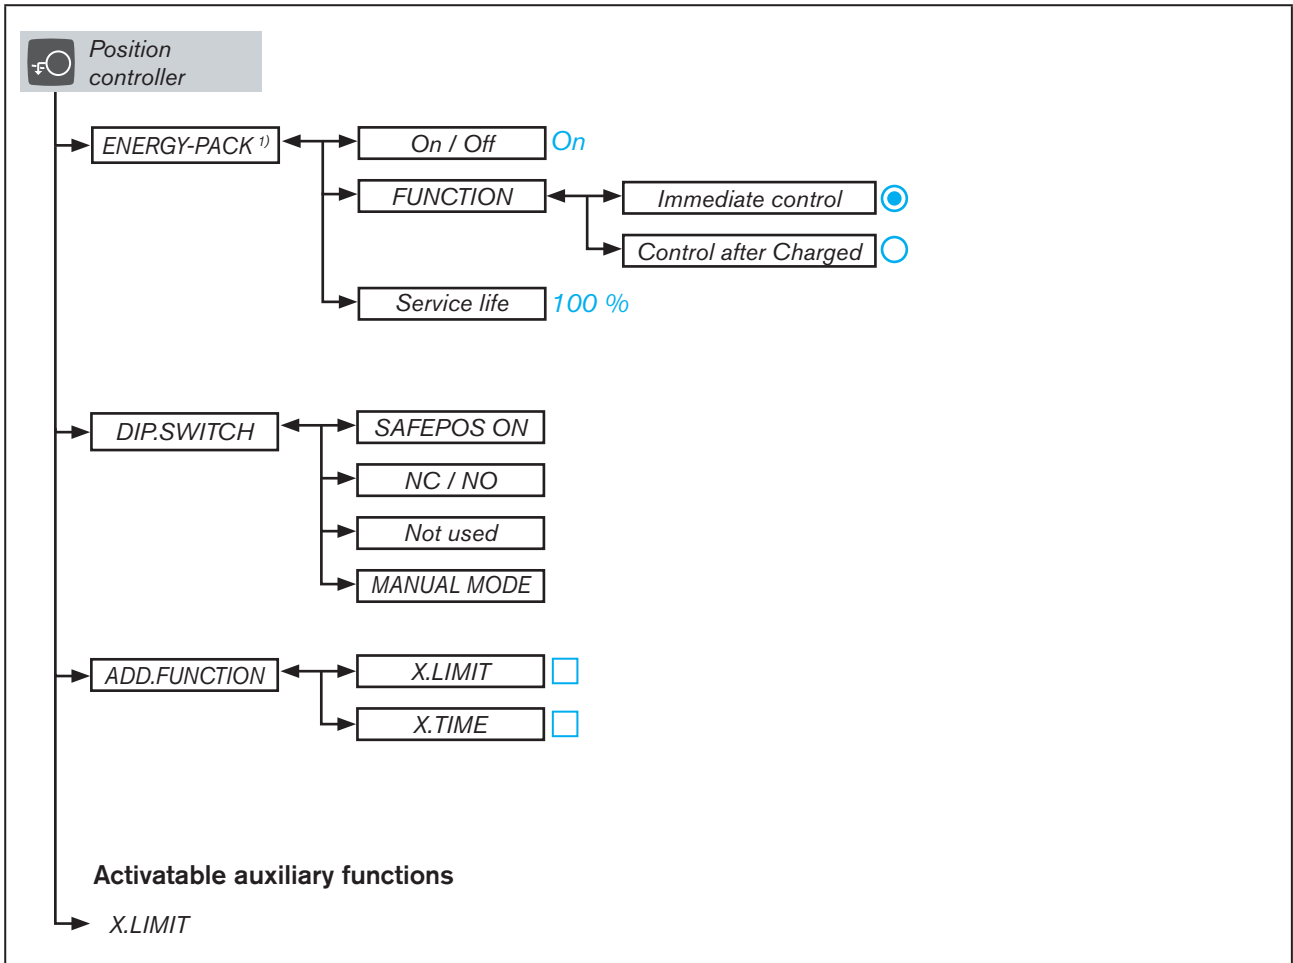 Position
controller
ENERGY-PACK 1)
On / Off On
FUNCTION
Immediate control
Control after Charged
Service life 100 %
DIP.SWITCH
SAFEPOS ON
NC / NO
Not used
MANUAL MODE
ADD.FUNCTION
X.LIMIT
X.TIME
Activatable auxiliary functions
X.LIMIT